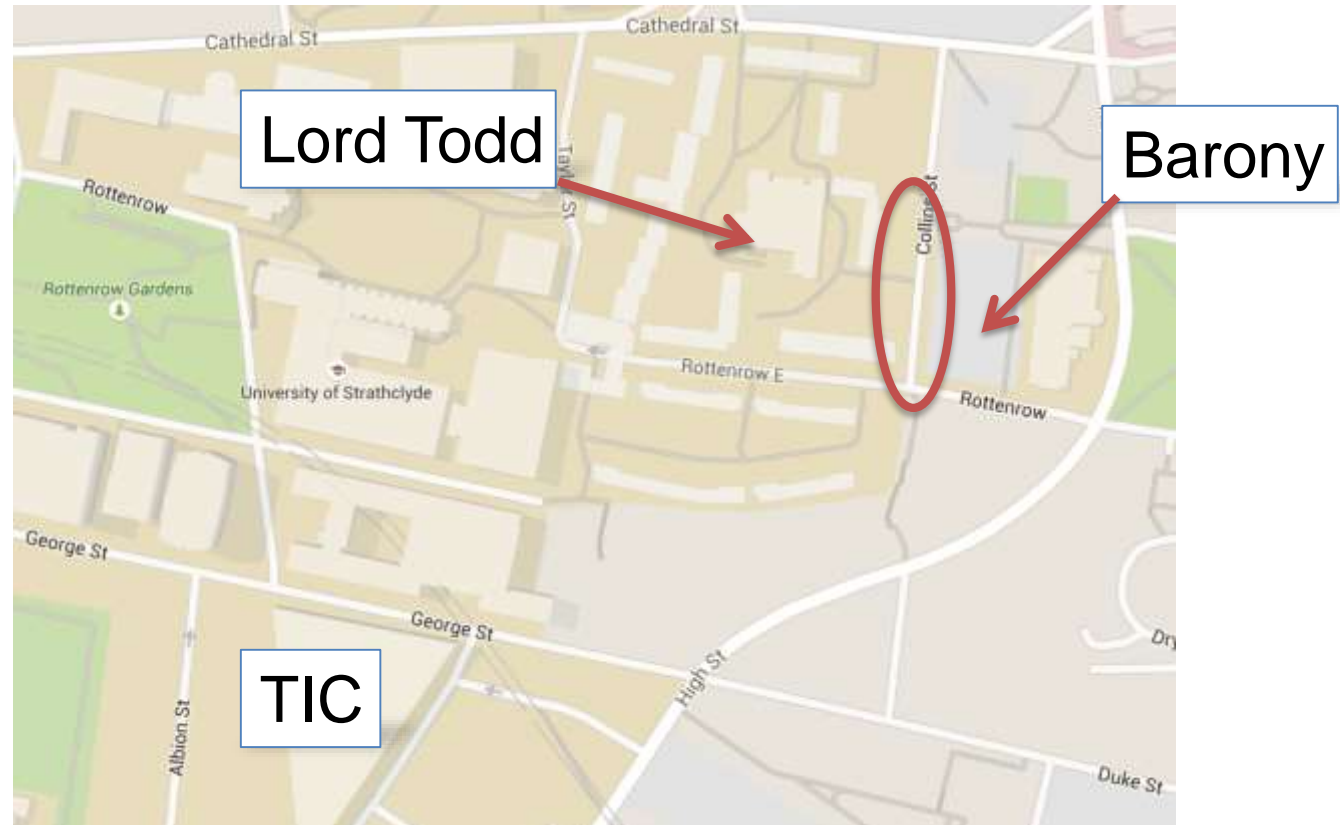 Cathedral St
Cathedral St
Lord Todd
Barony
Taylor St
Collins St
Rottenrow
Rottenrow Gardens
University of Strathclyde
Rottenrow E
Rottenrow
George St
George St
High St
TIC
Albion St
Duke St